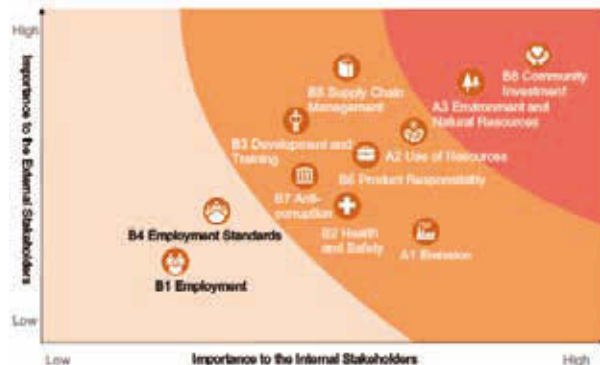 High
Importance to the External Stakeholders
Low
B8 Community
Investment
A3 Environment and
Natural Resources
B5 Supply Chain
Management
B3 Development and
Training
A2 Use of Resources
B6 Product Responsibility
B7 Anti-
corruption
B4 Employment Standards
B2 Health
and Safety
A1 Emission
B1 Employment
Low
Importance to the Internal Stakeholders
High